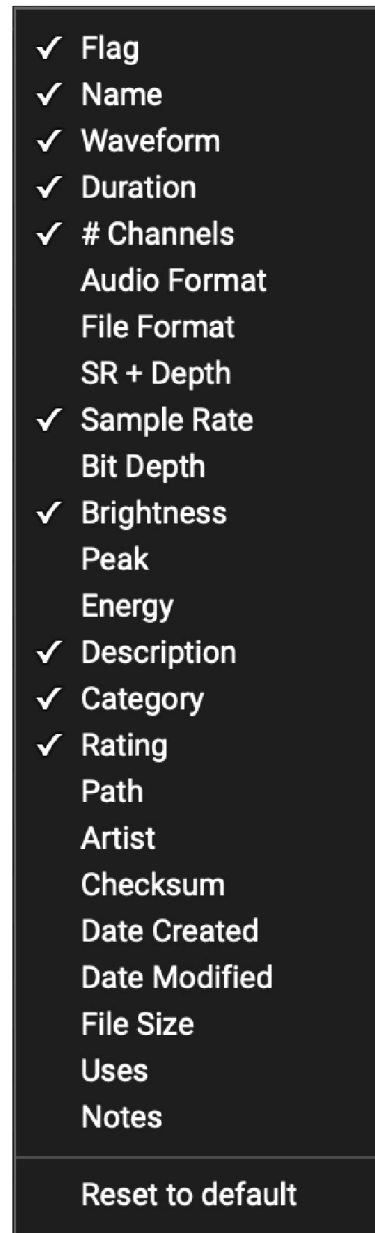 ✓ Flag
✓ Name
✓ Waveform
✓ Duration
✓ # Channels
Audio Format
File Format
SR + Depth
✓ Sample Rate
Bit Depth
✓ Brightness
Peak
Energy
✓ Description
✓ Category
✓ Rating
Path
Artist
Checksum
Date Created
Date Modified
File Size
Uses
Notes
Reset to default